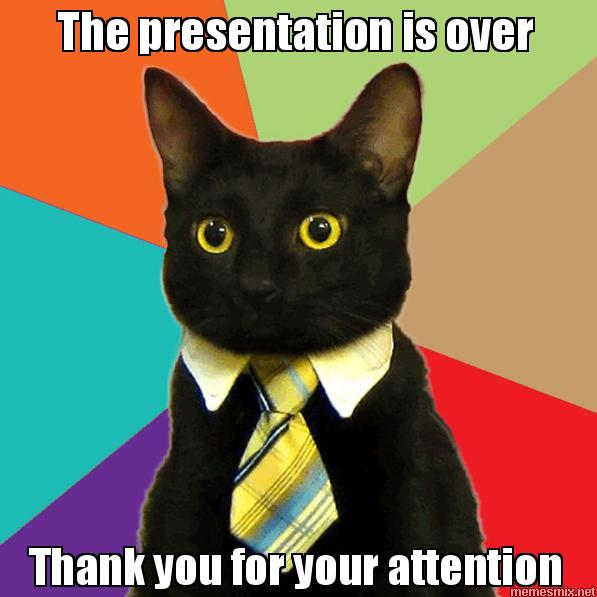 The presentation is over
Thank you for your attention
memesmix.net